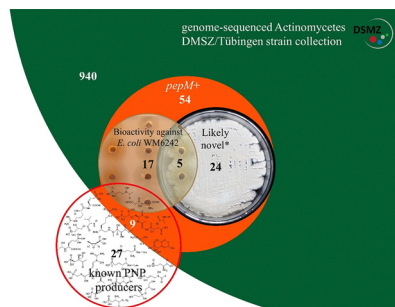 genome-sequenced Actinomycetes
DMSZ/Tübingen strain collection
DSMZ
940
pepM+
54
Bioactivity against
E. coli WM6242
Likely
novel*
17
5
24
9
27
known PNP
producers